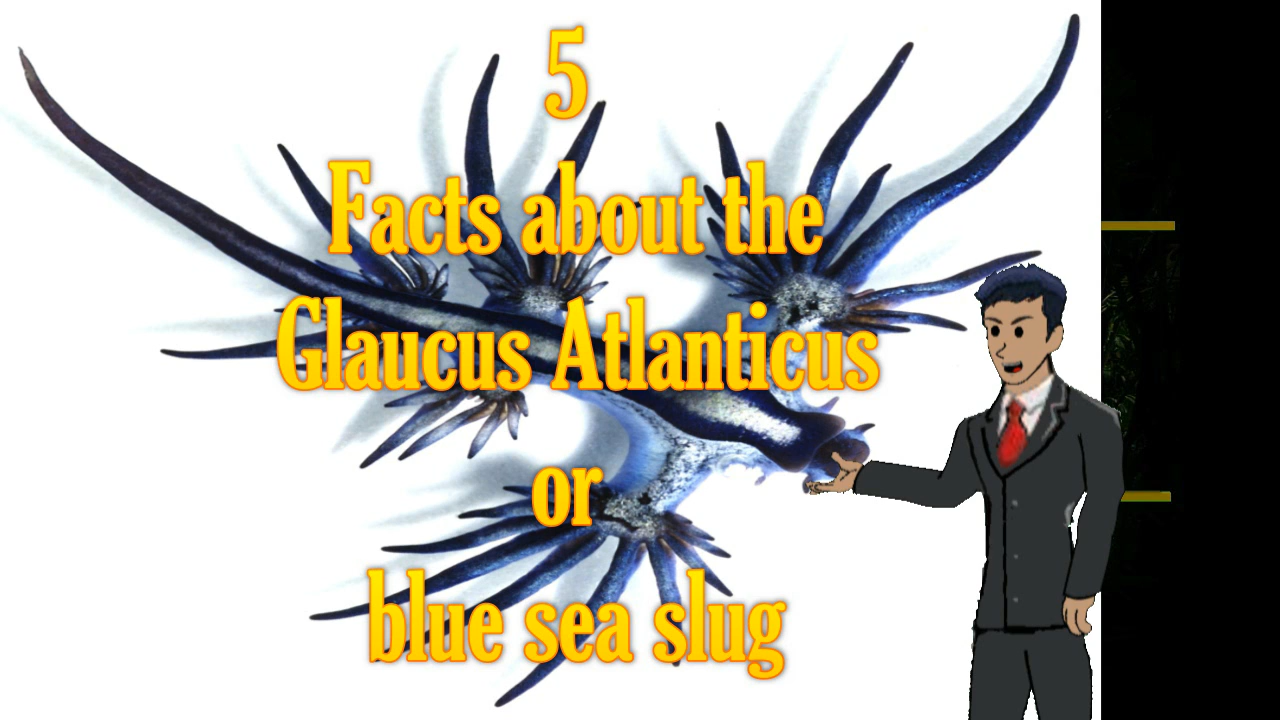 5
Facts about the
Glaucus Atlanticus
or
blue sea slug